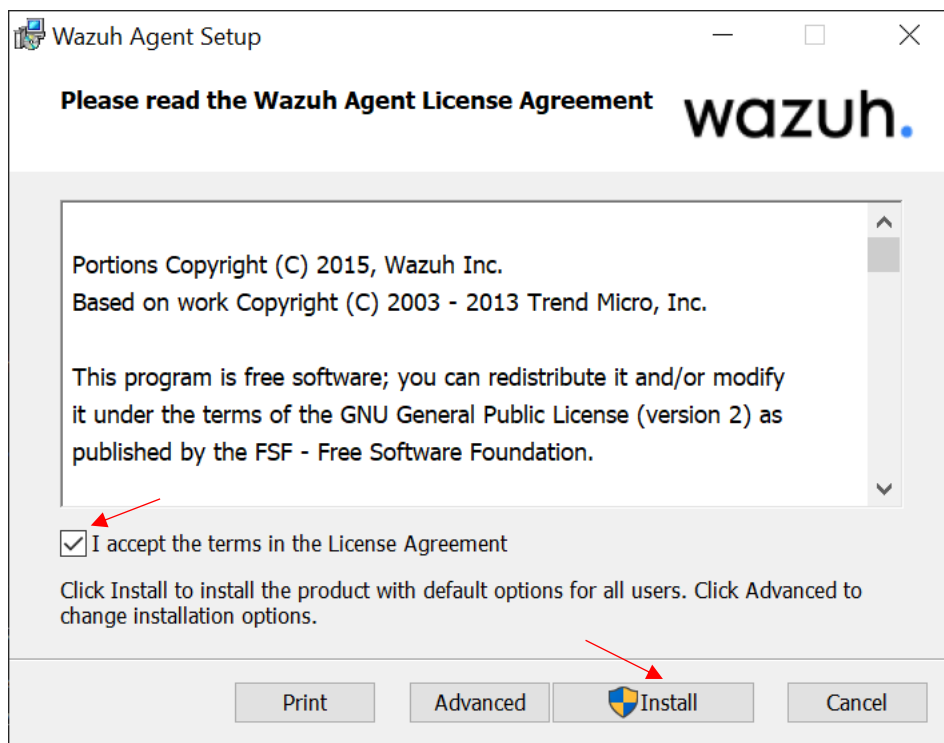 Wazuh Agent Setup
Please read the Wazuh Agent License Agreement
wazuh.
Portions Copyright (C) 2015, Wazuh Inc.
Based on work Copyright (C) 2003 - 2013 Trend Micro, Inc.
This program is free software; you can redistribute it and/or modify
it under the terms of the GNU General Public License (version 2) as
published by the FSF - Free Software Foundation.
I accept the terms in the License Agreement
Click Install to install the product with default options for all users. Click Advanced to
change installation options.
Print Advanced Install Cancel